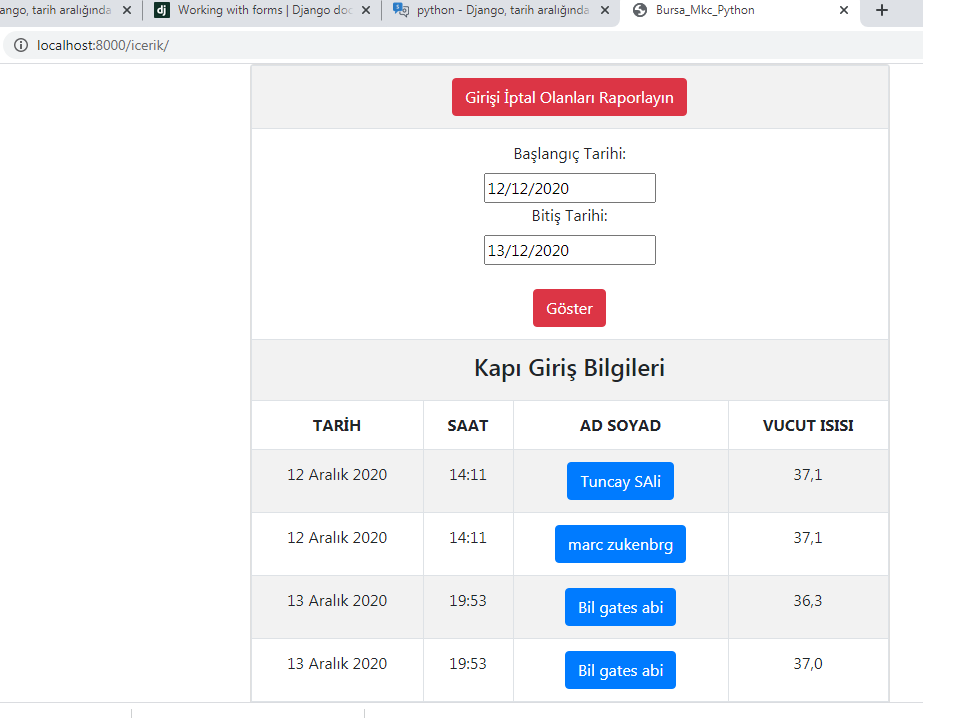 ango, tarih aralığında
Working with forms | Django doc
python - Django, tarih aralığında
Bursa_Mkc_Python
localhost:8000/icerik/
Girişi İptal Olanları Raporlayın
Başlangıç Tarihi:
12/12/2020
Bitiş Tarihi:
13/12/2020
Göster
Kapı Giriş Bilgileri
TARİH SAAT AD SOYAD VUCUT ISISI
12 Aralık 2020 14:11 Tuncay SAli 37,1
12 Aralık 2020 14:11 marc zukenbrg 37,1
13 Aralık 2020 19:53 Bil gates abi 36,3
13 Aralık 2020 19:53 Bil gates abi 37,0